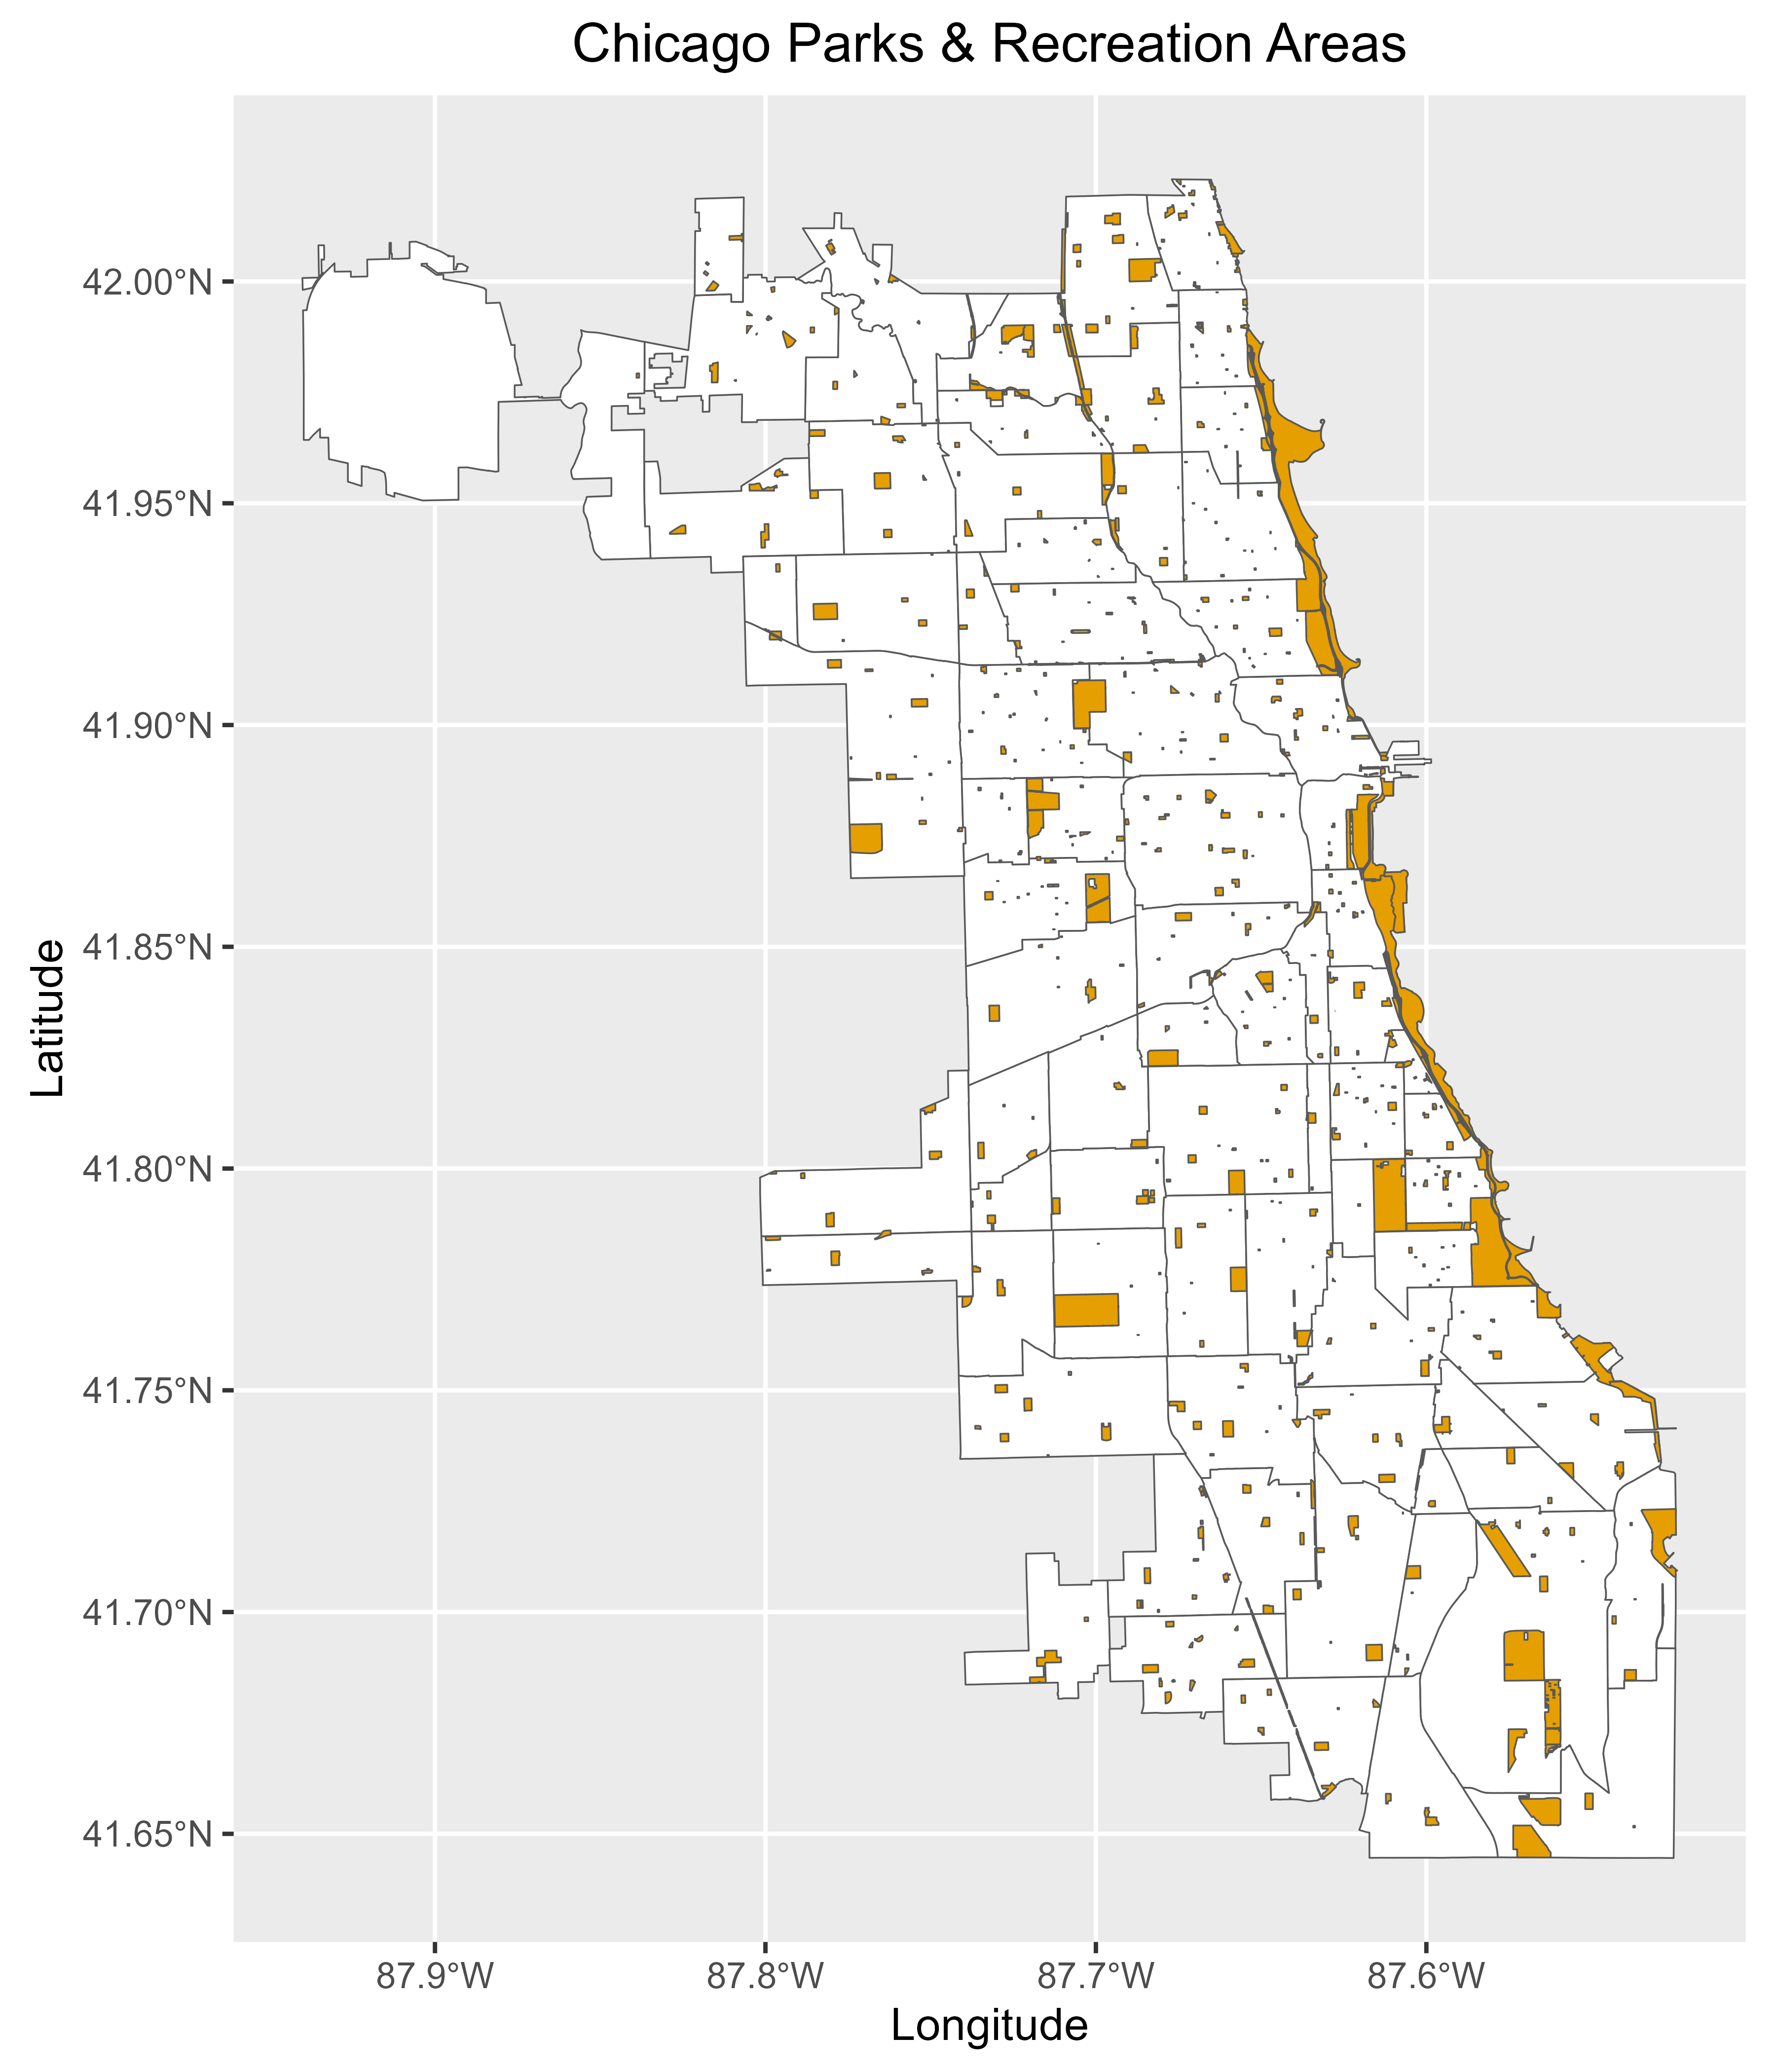 Chicago Parks & Recreation Areas
42.00°N
41.95°N
41.90°N
41.85°N
41.80°N
41.75°N
41.70°N
41.65°N
Latitude
87.9°W 87.8°W 87.7°W 87.6°W
Longitude